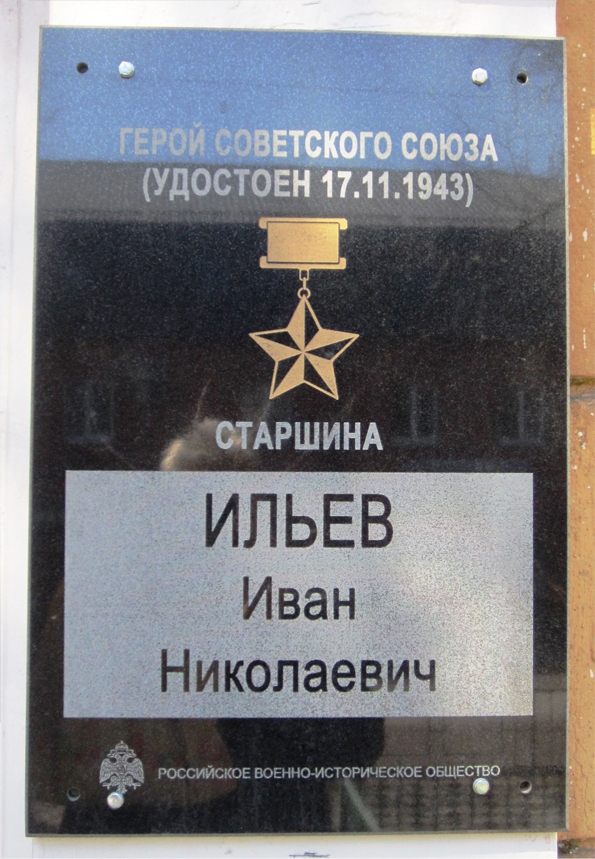 ГЕРОЙ СОВЕТСКОГО СОЮЗА
(УДОСТОЕН 17.11.1943)
СТАРШИНА
ИЛЬЕВ
Иван
Николаевич
РОССИЙСКОЕ ВОЕННО-ИСТОРИЧЕСКОЕ ОБЩЕСТВО